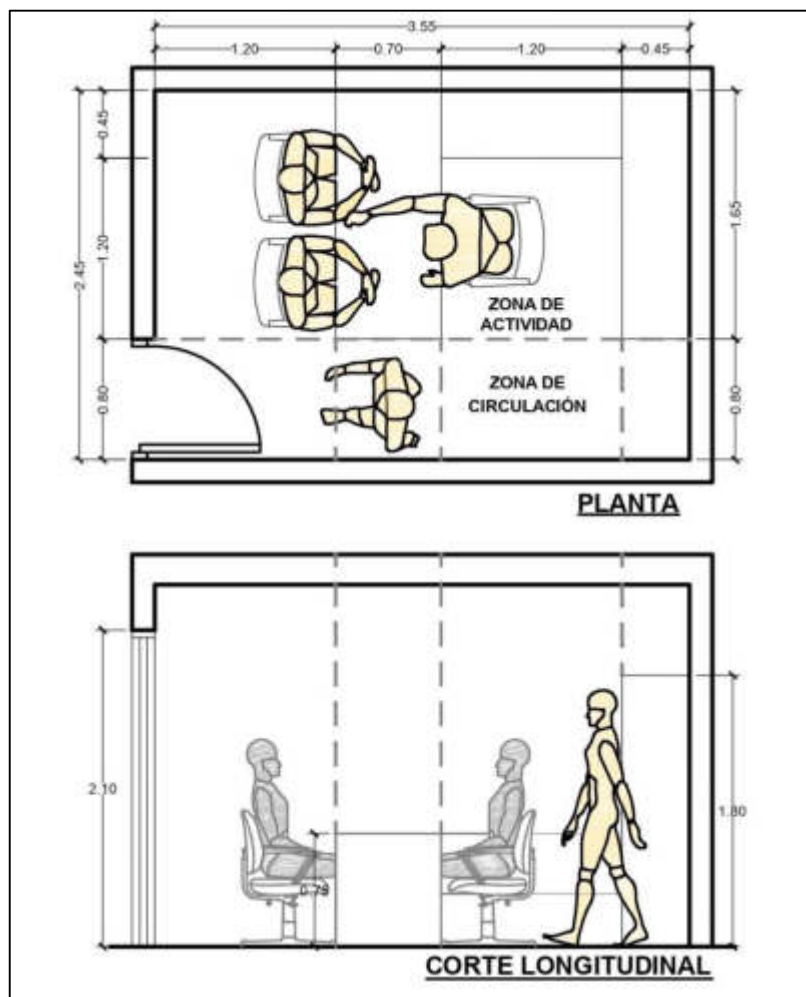 3.55
1.20 0.70 1.20 0.45
0.45
1.20
2.45
0.80
1.65
0.80
ZONA DE
ACTIVIDAD
ZONA DE
CIRCULACIÓN
PLANTA
2.10
0.75
1.80
CORTE LONGITUDINAL